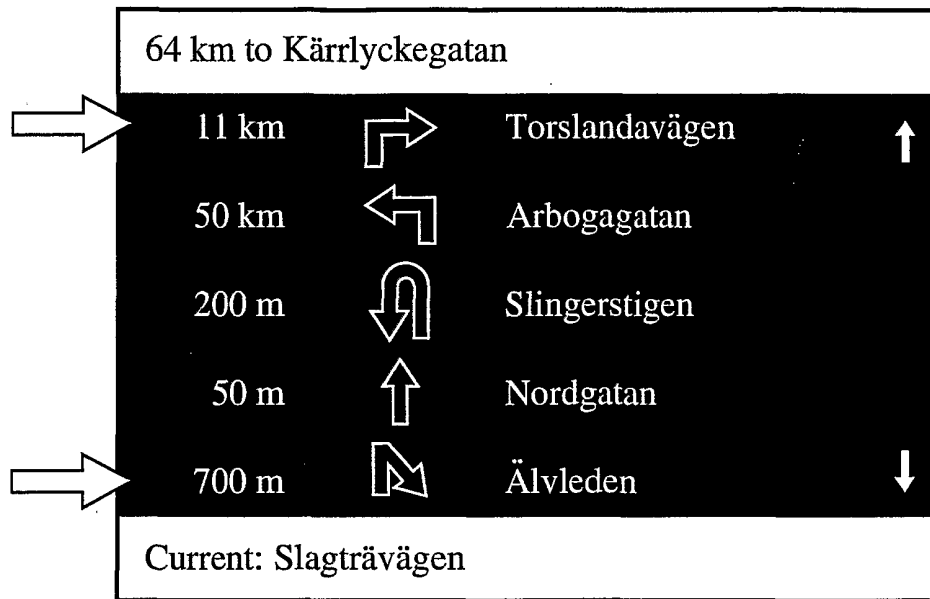 64 km to Kärrlyckegatan
11 km Torslandavägen
50 km Arbogagatan
200 m Slingerstigen
50 m Nordgatan
700 m Älvleden
Current: Slagträvägen